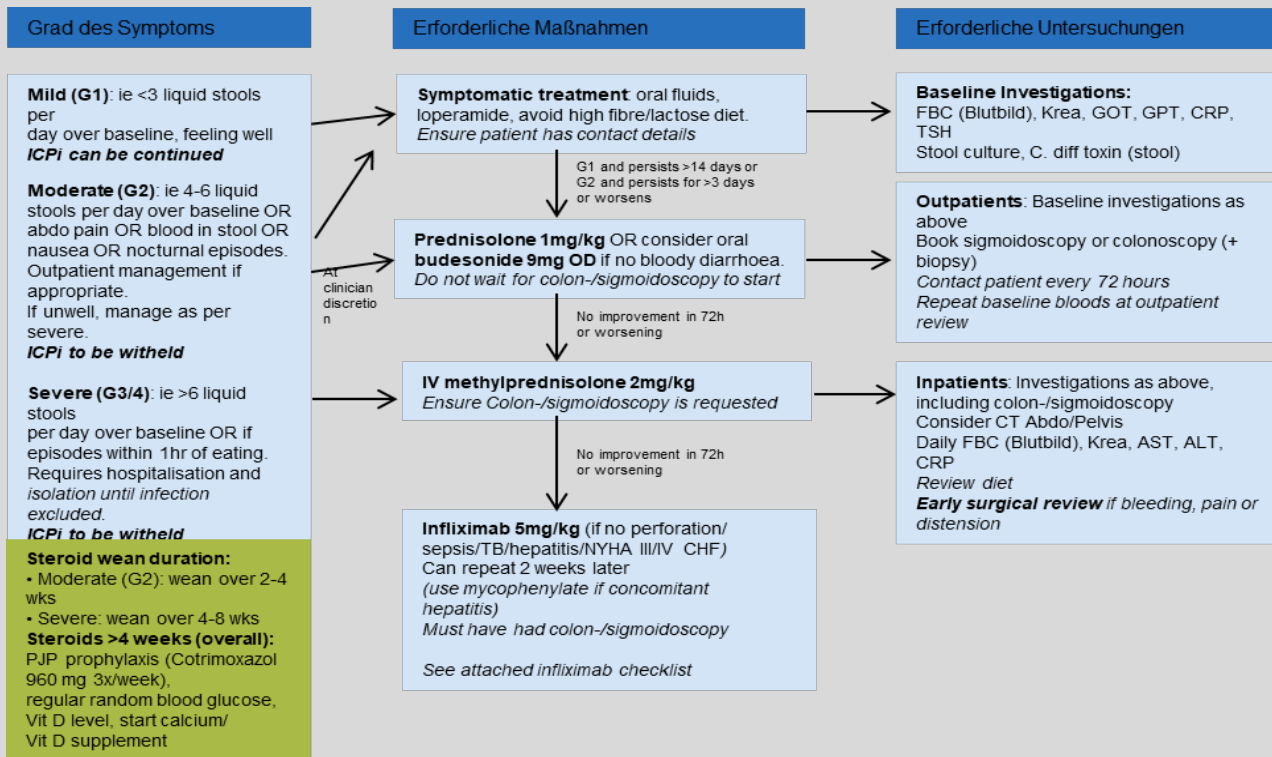 Grad des Symptoms
Erforderliche Maßnahmen
Erforderliche Untersuchungen
Mild (G1): ie <3 liquid stools
per
day over baseline, feeling well
ICPi can be continued
Moderate (G2): ie 4-6 liquid
stools per day over baseline OR
abdo pain OR blood in stool OR
nausea OR nocturnal episodes.
Outpatient management if
appropriate.
If unwell, manage as per
severe.
ICPi to be witheld
Severe (G3/4): ie >6 liquid
stools
per day over baseline OR if
episodes within 1hr of eating.
Requires hospitalisation and
isolation until infection
excluded.
ICPi to be witheld
Steroid wean duration:
• Moderate (G2): wean over 2-4
wks
• Severe: wean over 4-8 wks
Steroids >4 weeks (overall):
PJP prophylaxis (Cotrimoxazol
960 mg 3x/week),
regular random blood glucose,
Vit D level, start calcium/
Vit D supplement
At
clinician
discretio
n
Symptomatic treatment: oral fluids,
loperamide, avoid high fibre/lactose diet.
Ensure patient has contact details
G1 and persists >14 days or
G2 and persists for >3 days
or worsens
Prednisolone 1mg/kg OR consider oral
budesonide 9mg OD if no bloody diarrhoea.
Do not wait for colon-/sigmoidoscopy to start
No improvement in 72h
or worsening
IV methylprednisolone 2mg/kg
Ensure Colon-/sigmoidoscopy is requested
No improvement in 72h
or worsening
Infliximab 5mg/kg (if no perforation/
sepsis/TB/hepatitis/NYHA III/IV CHF)
Can repeat 2 weeks later
(use mycophenylate if concomitant
hepatitis)
Must have had colon-/sigmoidoscopy
See attached infliximab checklist
Baseline Investigations:
FBC (Blutbild), Krea, GOT, GPT, CRP,
TSH
Stool culture, C. diff toxin (stool)
Outpatients: Baseline investigations as
above
Book sigmoidoscopy or colonoscopy (+
biopsy)
Contact patient every 72 hours
Repeat baseline bloods at outpatient
review
Inpatients: Investigations as above,
including colon-/sigmoidoscopy
Consider CT Abdo/Pelvis
Daily FBC (Blutbild), Krea, AST, ALT,
CRP
Review diet
Early surgical review if bleeding, pain or
distension